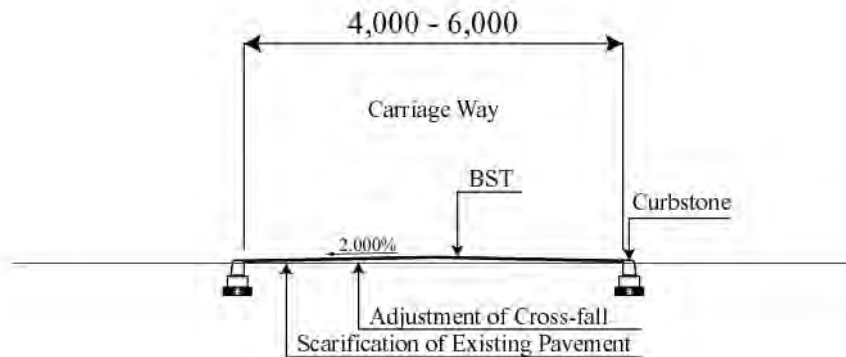 4,000 - 6,000
Carriage Way
BST
Curbstone
2.000%
Adjustment of Cross-fall
Scarification of Existing Pavement